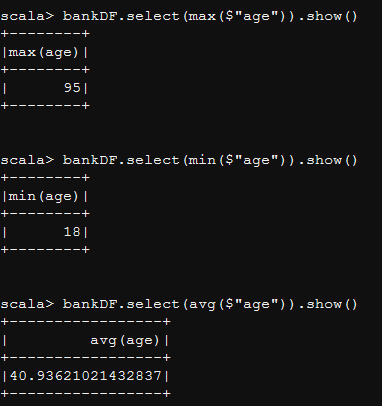 scala> bankDF.select(max($"age")).show()
+--------+
|max(age)|
+--------+
|      95|
+--------+
scala> bankDF.select(min($"age")).show()
+--------+
|min(age)|
+--------+
|      18|
+--------+
scala> bankDF.select(avg($"age")).show()
+-----------------+
|         avg(age)|
+-----------------+
|40.93621021432837|
+-----------------+